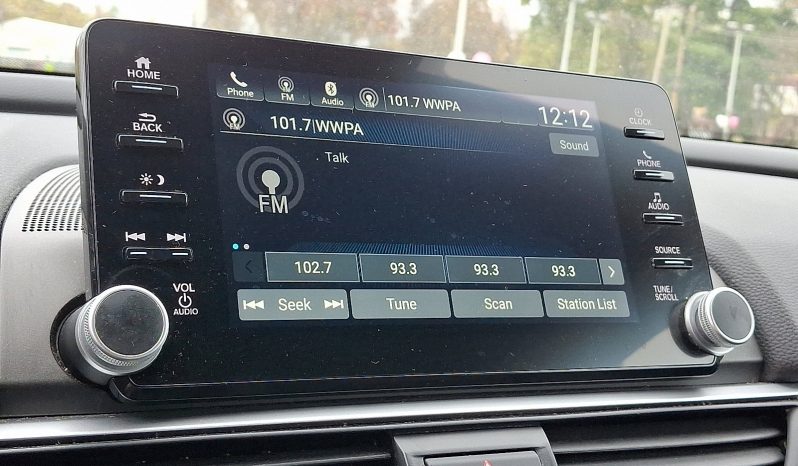 HOME
BACK
VOL
AUDIO
Phone
FM
Audio
101.7 WWPA
12:12
101.7|WWPA
Sound
Talk
FM
102.7 93.3 93.3 93.3
Seek Tune Scan Station List
CLOCK
PHONE
AUDIO
SOURCE
TUNE/
SCROLL